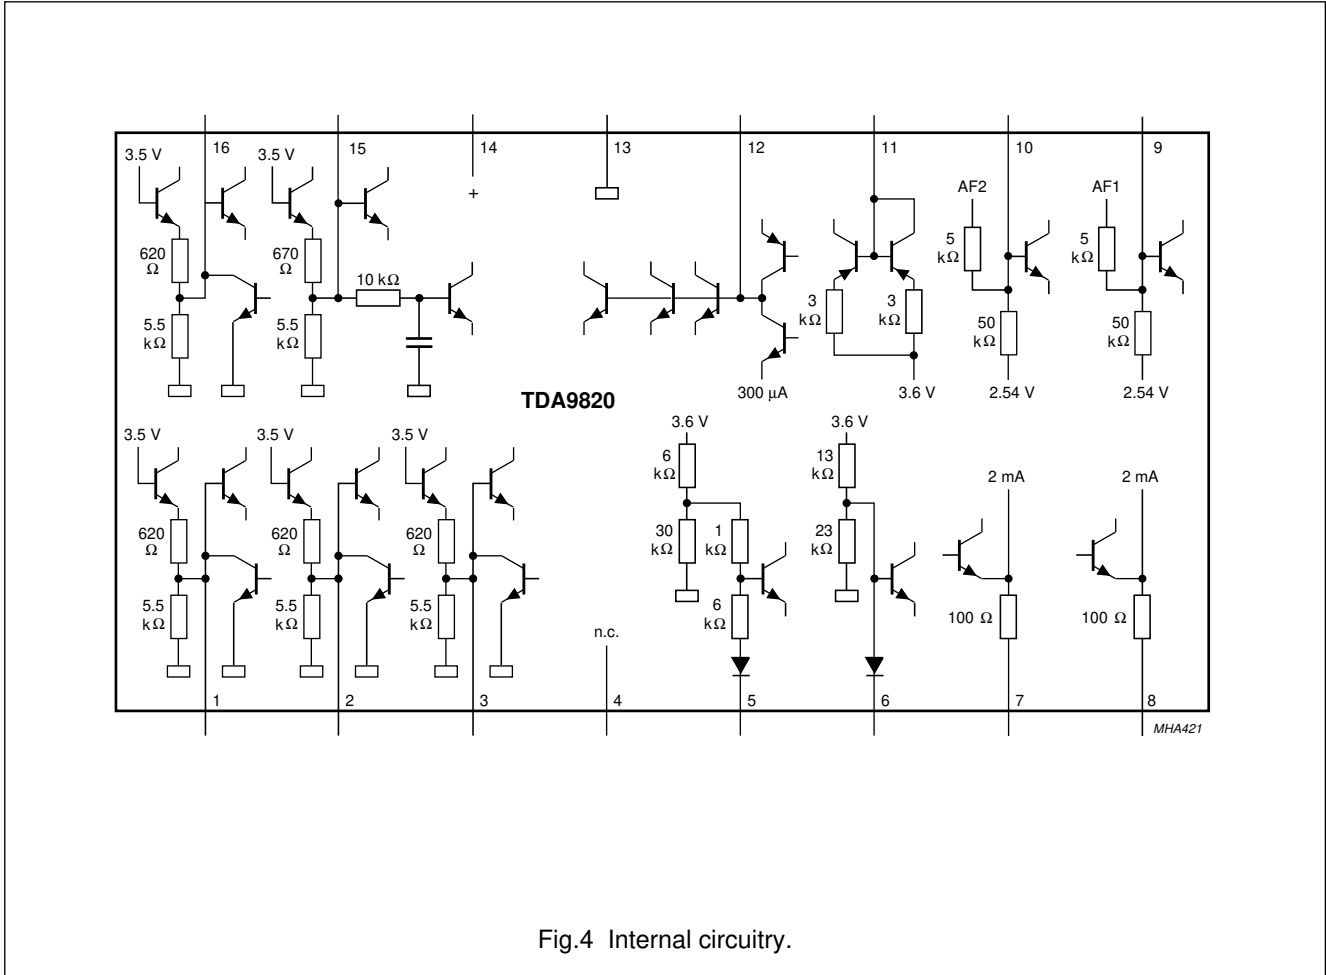 16 15 14 13 12 11 10 9
3.5 V 3.5 V
+
AF2 AF1
620 Ω
670 Ω
5 kΩ
5 kΩ
10 kΩ
3 kΩ
3 kΩ
5.5 kΩ
5.5 kΩ
50 kΩ
50 kΩ
300 μA 3.6 V 2.54 V 2.54 V
TDA9820
3.5 V 3.5 V 3.5 V 3.6 V 3.6 V
6 kΩ
13 kΩ
2 mA 2 mA
620 Ω
620 Ω
620 Ω
30 kΩ
1 kΩ
23 kΩ
5.5 kΩ
5.5 kΩ
5.5 kΩ
6 kΩ
100 Ω 100 Ω
n.c.
1 2 3 4 5 6 7 8
MHA421
Fig.4 Internal circuitry.